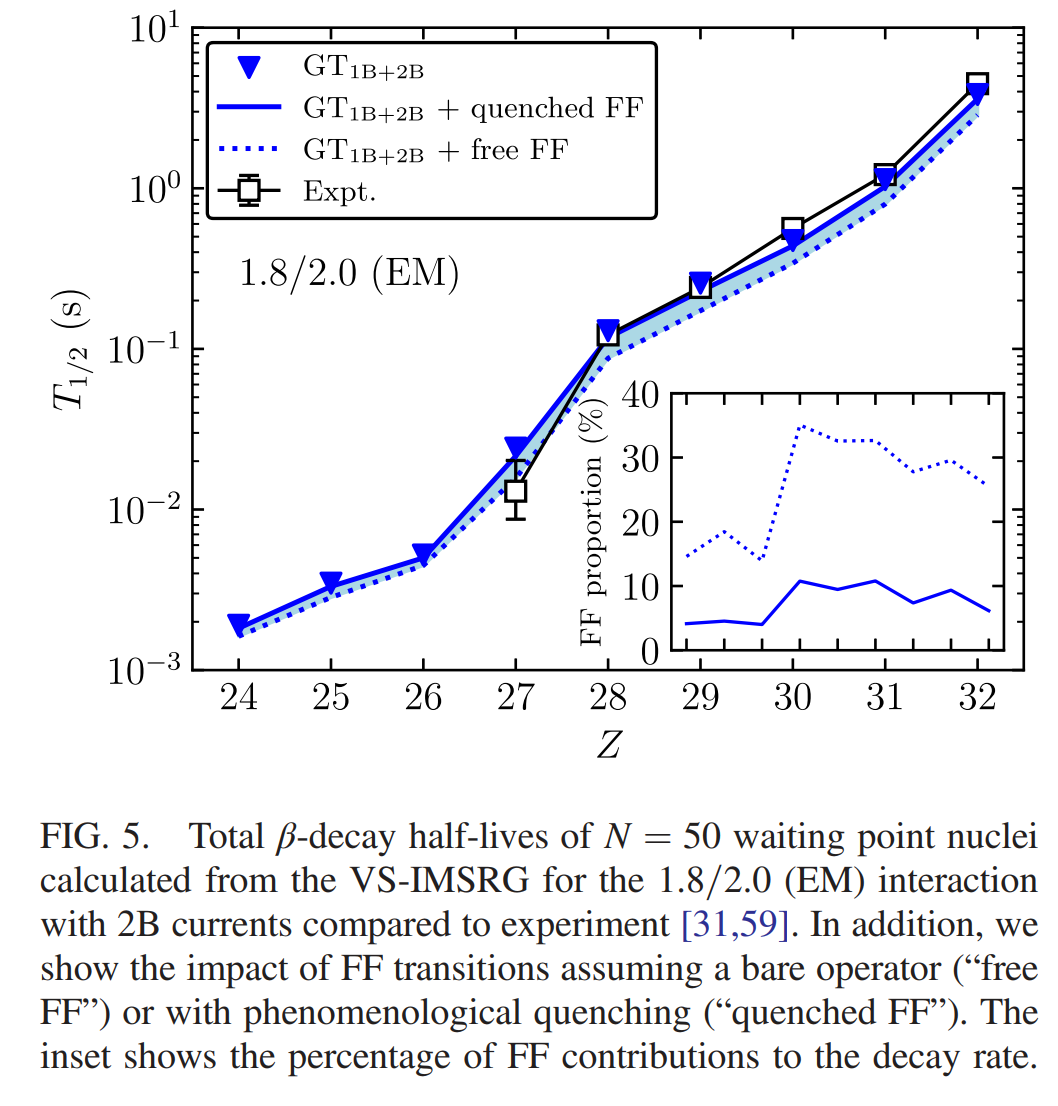 10¹
GT₁B+2B
GT₁B+2B + quenched FF
GT₁B+2B + free FF
Expt.
10⁰
1.8/2.0 (EM)
T₁/₂ (s)
10⁻¹
10⁻²
10⁻³
40
30
20
10
0
FF proportion (%)
24 25 26 27 28 29 30 31 32
Z
FIG. 5. Total β-decay half-lives of N = 50 waiting point nuclei
calculated from the VS-IMSRG for the 1.8/2.0 (EM) interaction
with 2B currents compared to experiment [31,59]. In addition, we
show the impact of FF transitions assuming a bare operator (“free
FF”) or with phenomenological quenching (“quenched FF”). The
inset shows the percentage of FF contributions to the decay rate.